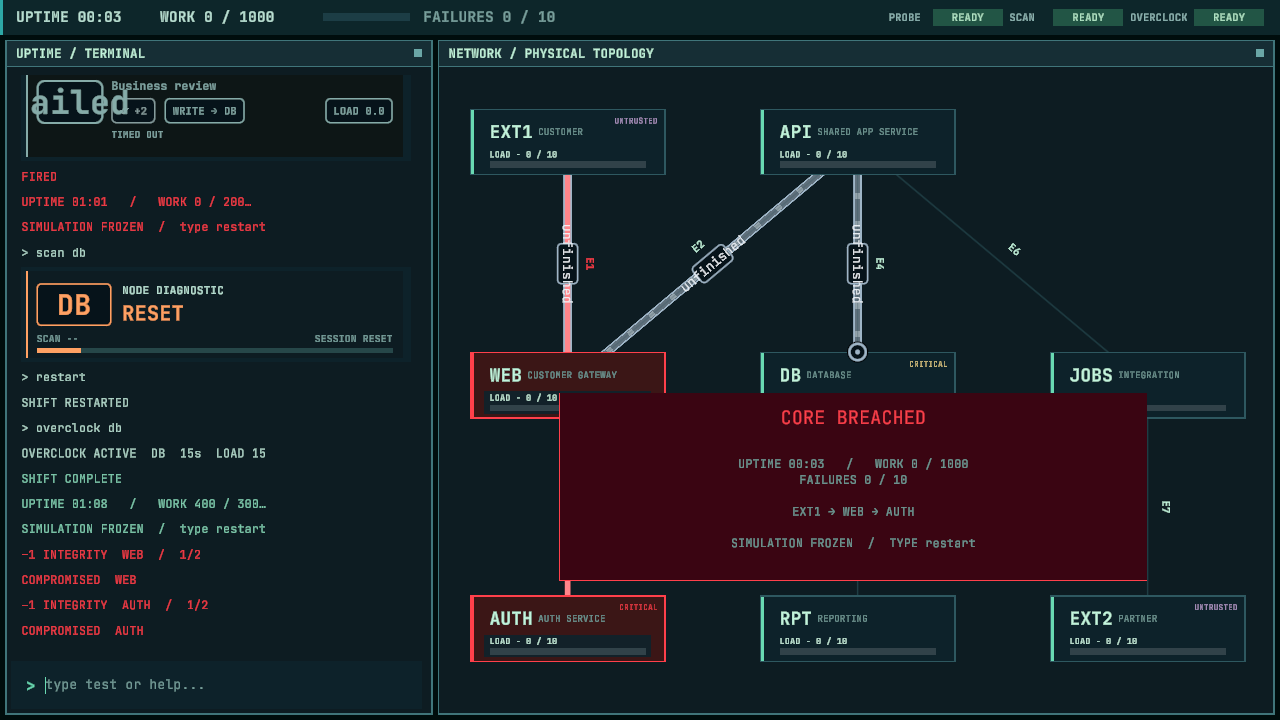 UPTIME 00:03 WORK 0 / 1000 FAILURES 0 / 10 PROBE READY SCAN READY OVERCLOCK READY
UPTIME / TERMINAL
Business review
ailed
+2 WRITE → DB LOAD 0.0
TIMED OUT
FIRED
UPTIME 01:01 / WORK 0 / 200…
SIMULATION FROZEN / type restart
> scan db
DB
NODE DIAGNOSTIC
RESET
SCAN -- SESSION RESET
> restart
SHIFT RESTARTED
> overclock db
OVERCLOCK ACTIVE DB 15s LOAD 15
SHIFT COMPLETE
UPTIME 01:08 / WORK 400 / 300…
SIMULATION FROZEN / type restart
-1 INTEGRITY WEB / 1/2
COMPROMISED WEB
-1 INTEGRITY AUTH / 1/2
COMPROMISED AUTH
> type test or help...
NETWORK / PHYSICAL TOPOLOGY
UNTRUSTED
EXT1 CUSTOMER
LOAD - 0 / 10
API SHARED APP SERVICE
LOAD - 0 / 10
unfinished
E1
E2
unfinished
unfinished
E4
E6
WEB CUSTOMER GATEWAY
LOAD - 0 / 10
CRITICAL
DB DATABASE
JOBS INTEGRATION
CORE BREACHED
UPTIME 00:03 / WORK 0 / 1000
FAILURES 0 / 10
EXT1 → WEB → AUTH
SIMULATION FROZEN / TYPE restart
E7
CRITICAL
AUTH AUTH SERVICE
LOAD - 0 / 10
RPT REPORTING
LOAD - 0 / 10
UNTRUSTED
EXT2 PARTNER
LOAD - 0 / 10